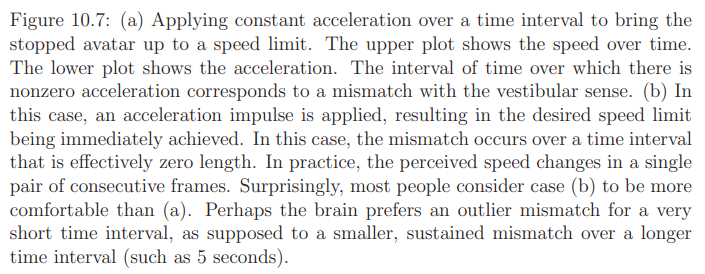 Figure 10.7: (a) Applying constant acceleration over a time interval to bring the
stopped avatar up to a speed limit. The upper plot shows the speed over time.
The lower plot shows the acceleration. The interval of time over which there is
nonzero acceleration corresponds to a mismatch with the vestibular sense. (b) In
this case, an acceleration impulse is applied, resulting in the desired speed limit
being immediately achieved. In this case, the mismatch occurs over a time interval
that is effectively zero length. In practice, the perceived speed changes in a single
pair of consecutive frames. Surprisingly, most people consider case (b) to be more
comfortable than (a). Perhaps the brain prefers an outlier mismatch for a very
short time interval, as supposed to a smaller, sustained mismatch over a longer
time interval (such as 5 seconds).